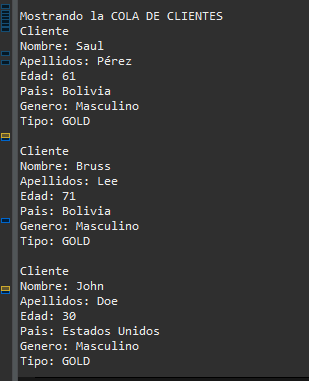 Mostrando la COLA DE CLIENTES
Cliente
Nombre: Saul
Apellidos: Pérez
Edad: 61
Pais: Bolivia
Genero: Masculino
Tipo: GOLD
Cliente
Nombre: Bruss
Apellidos: Lee
Edad: 71
Pais: Bolivia
Genero: Masculino
Tipo: GOLD
Cliente
Nombre: John
Apellidos: Doe
Edad: 30
Pais: Estados Unidos
Genero: Masculino
Tipo: GOLD